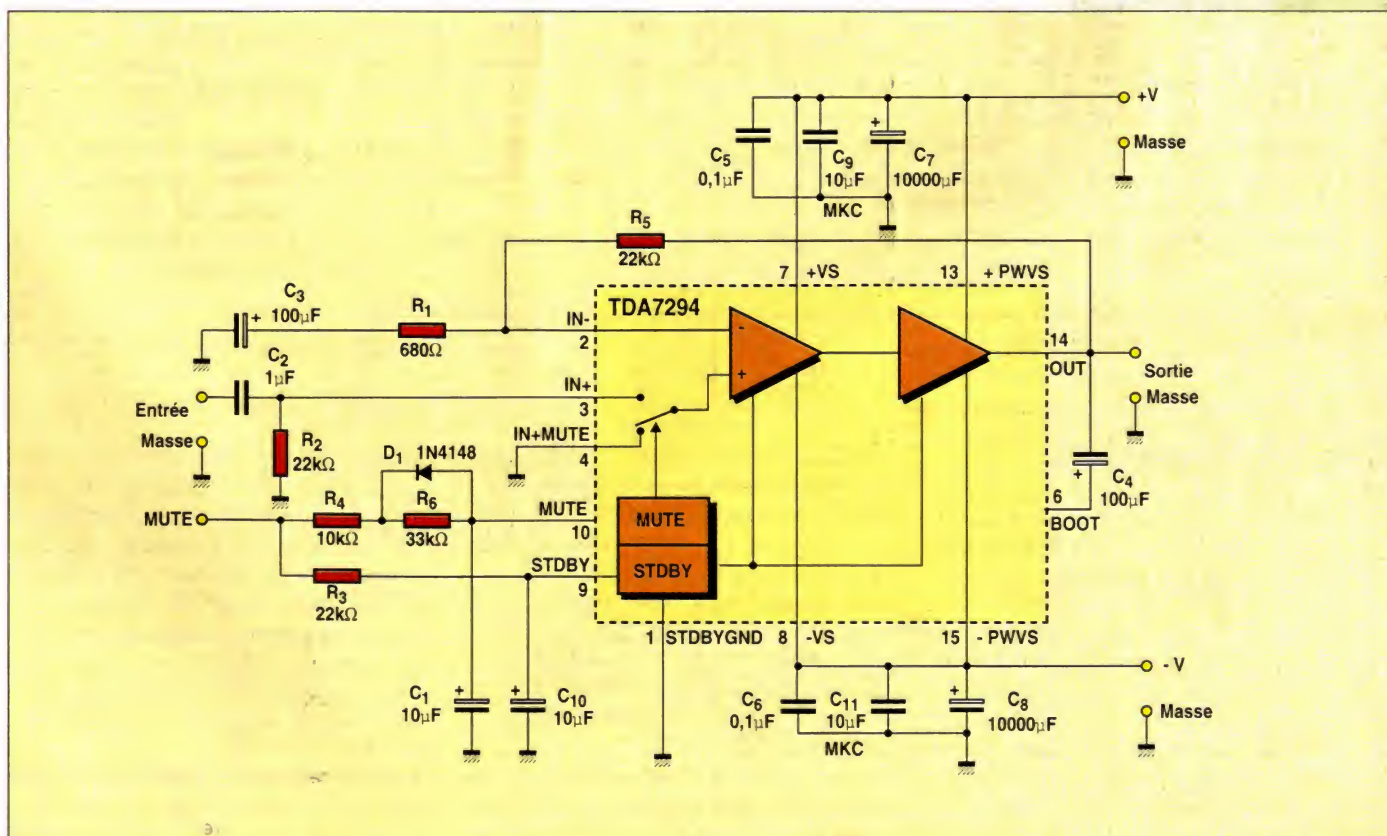 +V
Masse
C5
0,1µF
C9
10µF
+
C7
10000µF
MKC
R5
22kΩ
7 +VS
13 + PWVS
TDA7294
C3
+
100µF
R1
680Ω
IN-
2
-
+
14
OUT
Sortie
Masse
C2
1µF
Entrée
Masse
IN+
3
IN+MUTE
4
R2
22kΩ
D1 1N4148
MUTE
R4
10kΩ
R6
33kΩ
MUTE
10
MUTE
STDBY
STDBY
9
R3
22kΩ
C4
+
100µF
6
BOOT
1 STDBYGND
8 -VS
15 - PWVS
- V
Masse
C1
+
10µF
C10
+
10µF
C6
0,1µF
C11
10µF
+
C8
10000µF
MKC